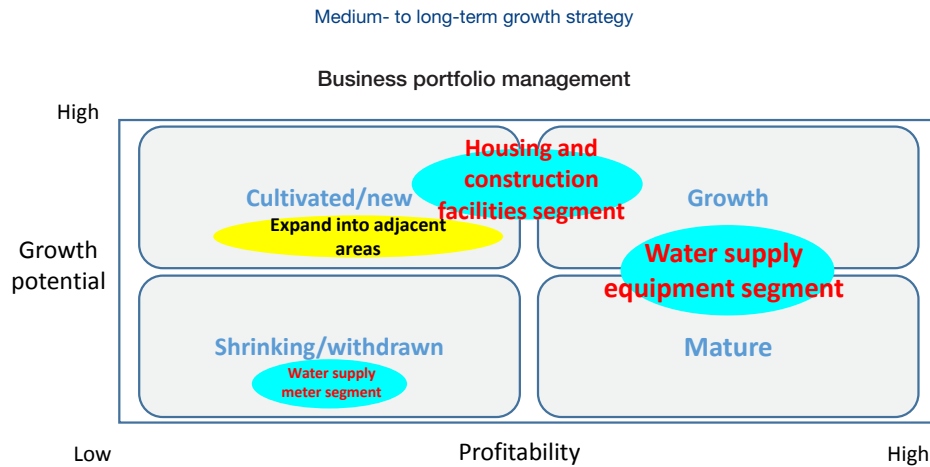 Medium- to long-term growth strategy
Business portfolio management
High
Housing and
construction
facilities segment
Cultivated/new
Growth
Expand into adjacent
areas
Growth
potential
Water supply
equipment segment
Shrinking/withdrawn
Mature
Water supply
meter segment
Low
Profitability
High